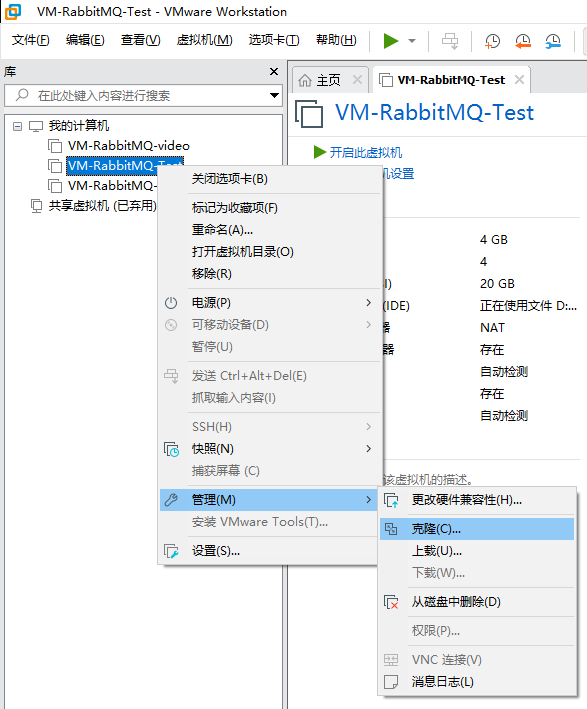 VM-RabbitMQ-Test - VMware Workstation
文件(F) 编辑(E) 查看(V) 虚拟机(M) 选项卡(T) 帮助(H)
库
在此处键入内容进行搜索
我的计算机
VM-RabbitMQ-video
VM-RabbitMQ-Test
VM-RabbitMQ-
共享虚拟机 (已弃用)
主页
VM-RabbitMQ-Test
VM-RabbitMQ-Test
开启此虚拟机
机设置
4 GB
4
I) 20 GB
(IDE) 正在使用文件 D:...
器 NAT
器 存在
自动检测
存在
自动检测
该虚拟机的描述。
关闭选项卡(B)
标记为收藏项(F)
重命名(A)...
打开虚拟机目录(O)
移除(R)
电源(P)
可移动设备(D)
暂停(U)
发送 Ctrl+Alt+Del(E)
抓取输入内容(I)
SSH(H)
快照(N)
捕获屏幕 (C)
管理(M)
安装 VMware Tools(T)...
设置(S)...
更改硬件兼容性(H)...
克隆(C)...
上载(U)...
下载(W)...
从磁盘中删除(D)
权限(P)...
VNC 连接(V)
消息日志(L)